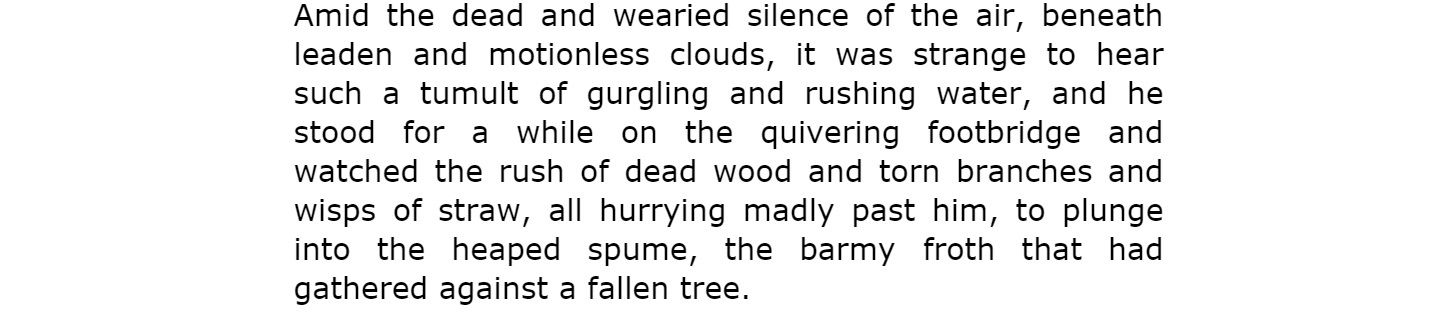 Amid the dead and wearied silence of the air, beneath
leaden and motionless clouds, it was strange to hear
such a tumult of gurgling and rushing water, and he
stood for a while on the quivering footbridge and
watched the rush of dead wood and torn branches and
wisps of straw, all hurrying madly past him, to plunge
into the heaped spume, the barmy froth that had
gathered against a fallen tree.